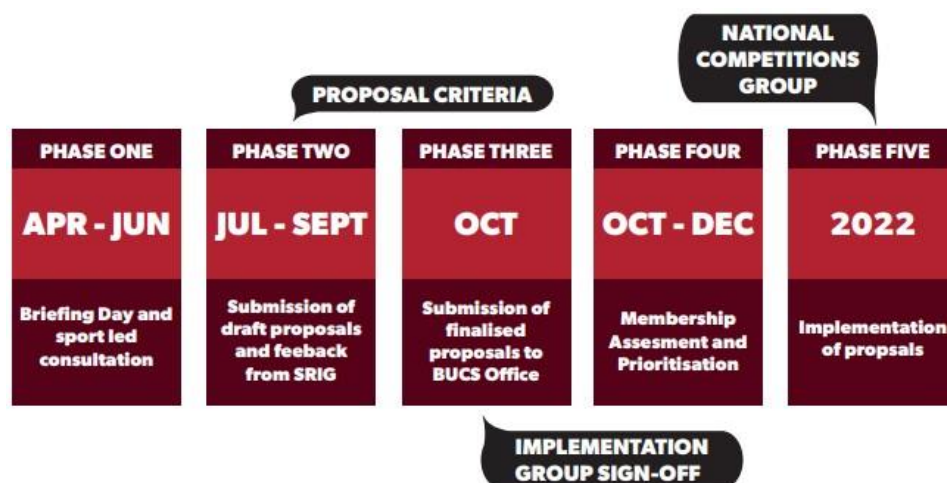 NATIONAL
COMPETITIONS
GROUP
PROPOSAL CRITERIA
PHASE ONE
APR - JUN
Briefing Day and
sport led
consultation
PHASE TWO
JUL - SEPT
Submission of
draft proposals
and feeback
from SRIG
PHASE THREE
OCT
Submission of
finalised
proposals to
BUCS Office
PHASE FOUR
OCT - DEC
Membership
Assesment and
Prioritisation
PHASE FIVE
2022
Implementation
of propsals
IMPLEMENTATION
GROUP SIGN-OFF